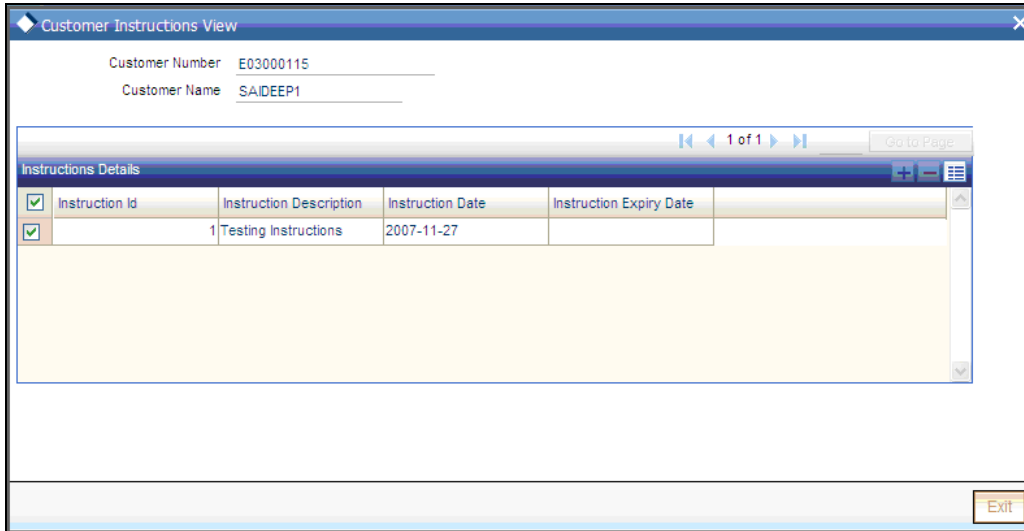 Customer Instructions View
Customer Number E03000115
Customer Name SAIDEEP1
1 of 1 Go to Page
Instructions Details
Instruction Id Instruction Description Instruction Date Instruction Expiry Date
1 Testing Instructions 2007-11-27
Exit